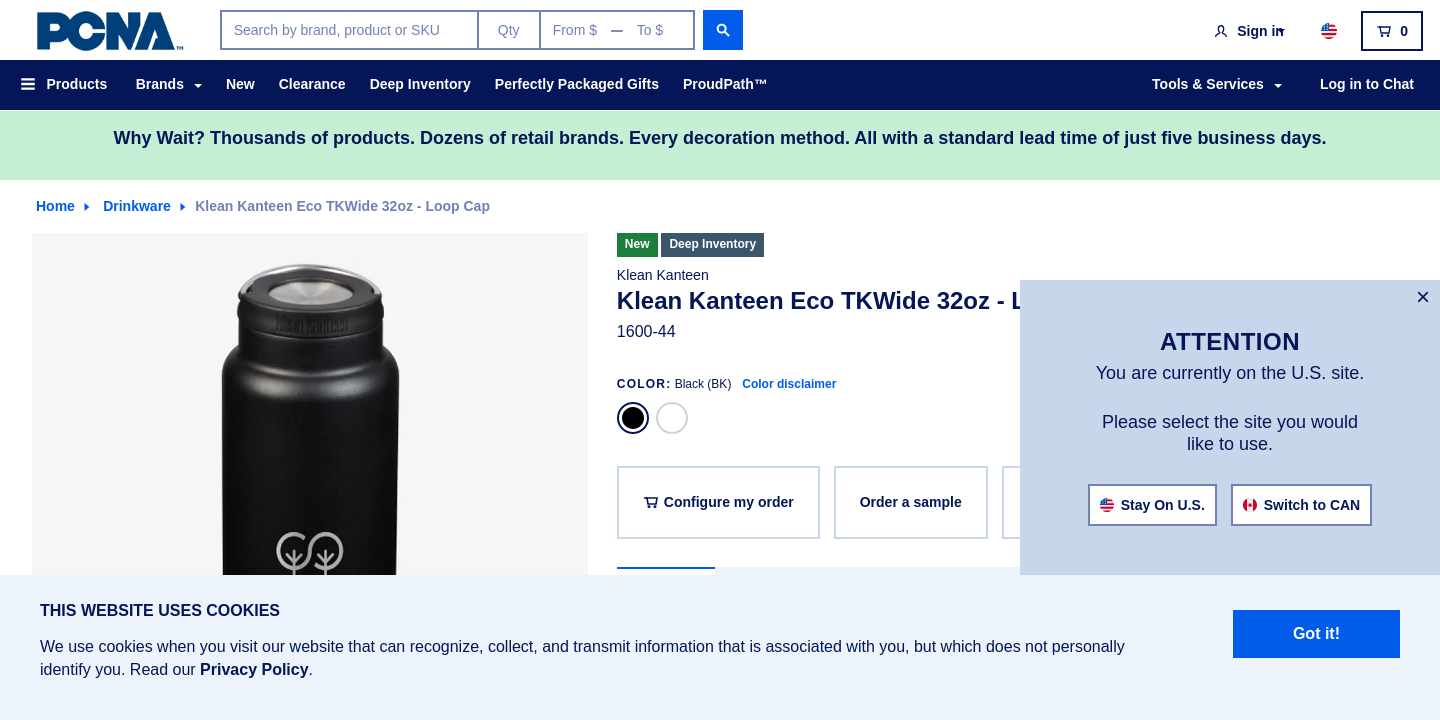 PCNA™
Search by brand, product or SKU
Qty
From $ — To $
Sign in
0
Products
Brands
New
Clearance
Deep Inventory
Perfectly Packaged Gifts
ProudPath™
Tools & Services
Log in to Chat
Why Wait? Thousands of products. Dozens of retail brands. Every decoration method. All with a standard lead time of just five business days.
Home
Drinkware
Klean Kanteen Eco TKWide 32oz - Loop Cap
New
Deep Inventory
Klean Kanteen
Klean Kanteen Eco TKWide 32oz - L
1600-44
COLOR: Black (BK) Color disclaimer
Configure my order
Order a sample
×
ATTENTION
You are currently on the U.S. site.
Please select the site you would
like to use.
Stay On U.S.
Switch to CAN
klean kanteen
THIS WEBSITE USES COOKIES
We use cookies when you visit our website that can recognize, collect, and transmit information that is associated with you, but which does not personally
identify you. Read our Privacy Policy.
Got it!